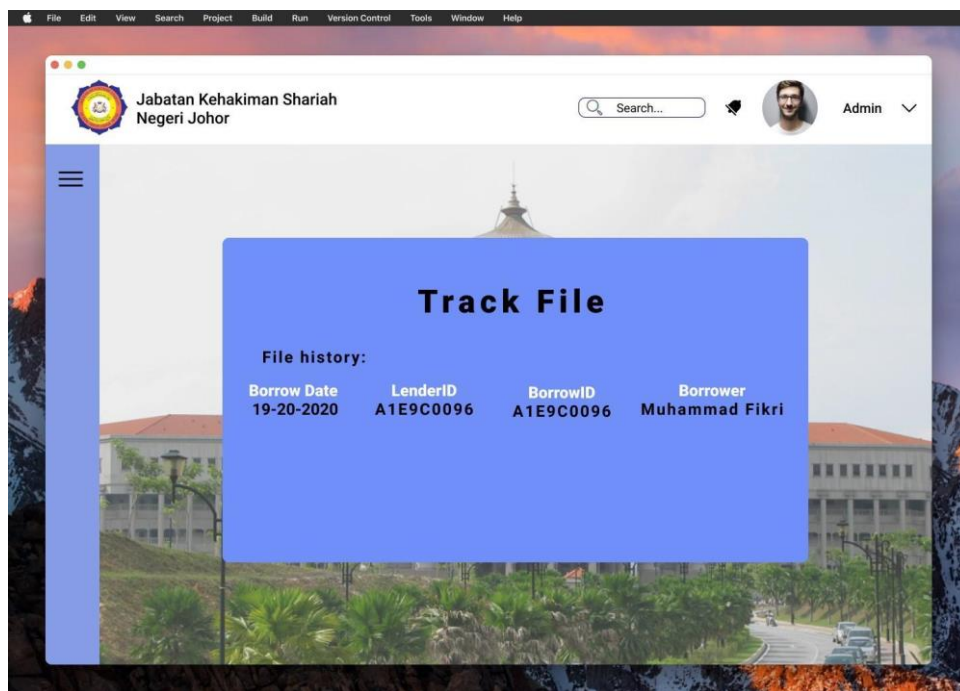 File Edit View Search Project Build Run Version Control Tools Window Help
Jabatan Kehakiman Shariah
Negeri Johor
Search...
Admin
Track File
File history:
Borrow Date LenderID BorrowID Borrower
19-20-2020 A1E9C0096 A1E9C0096 Muhammad Fikri